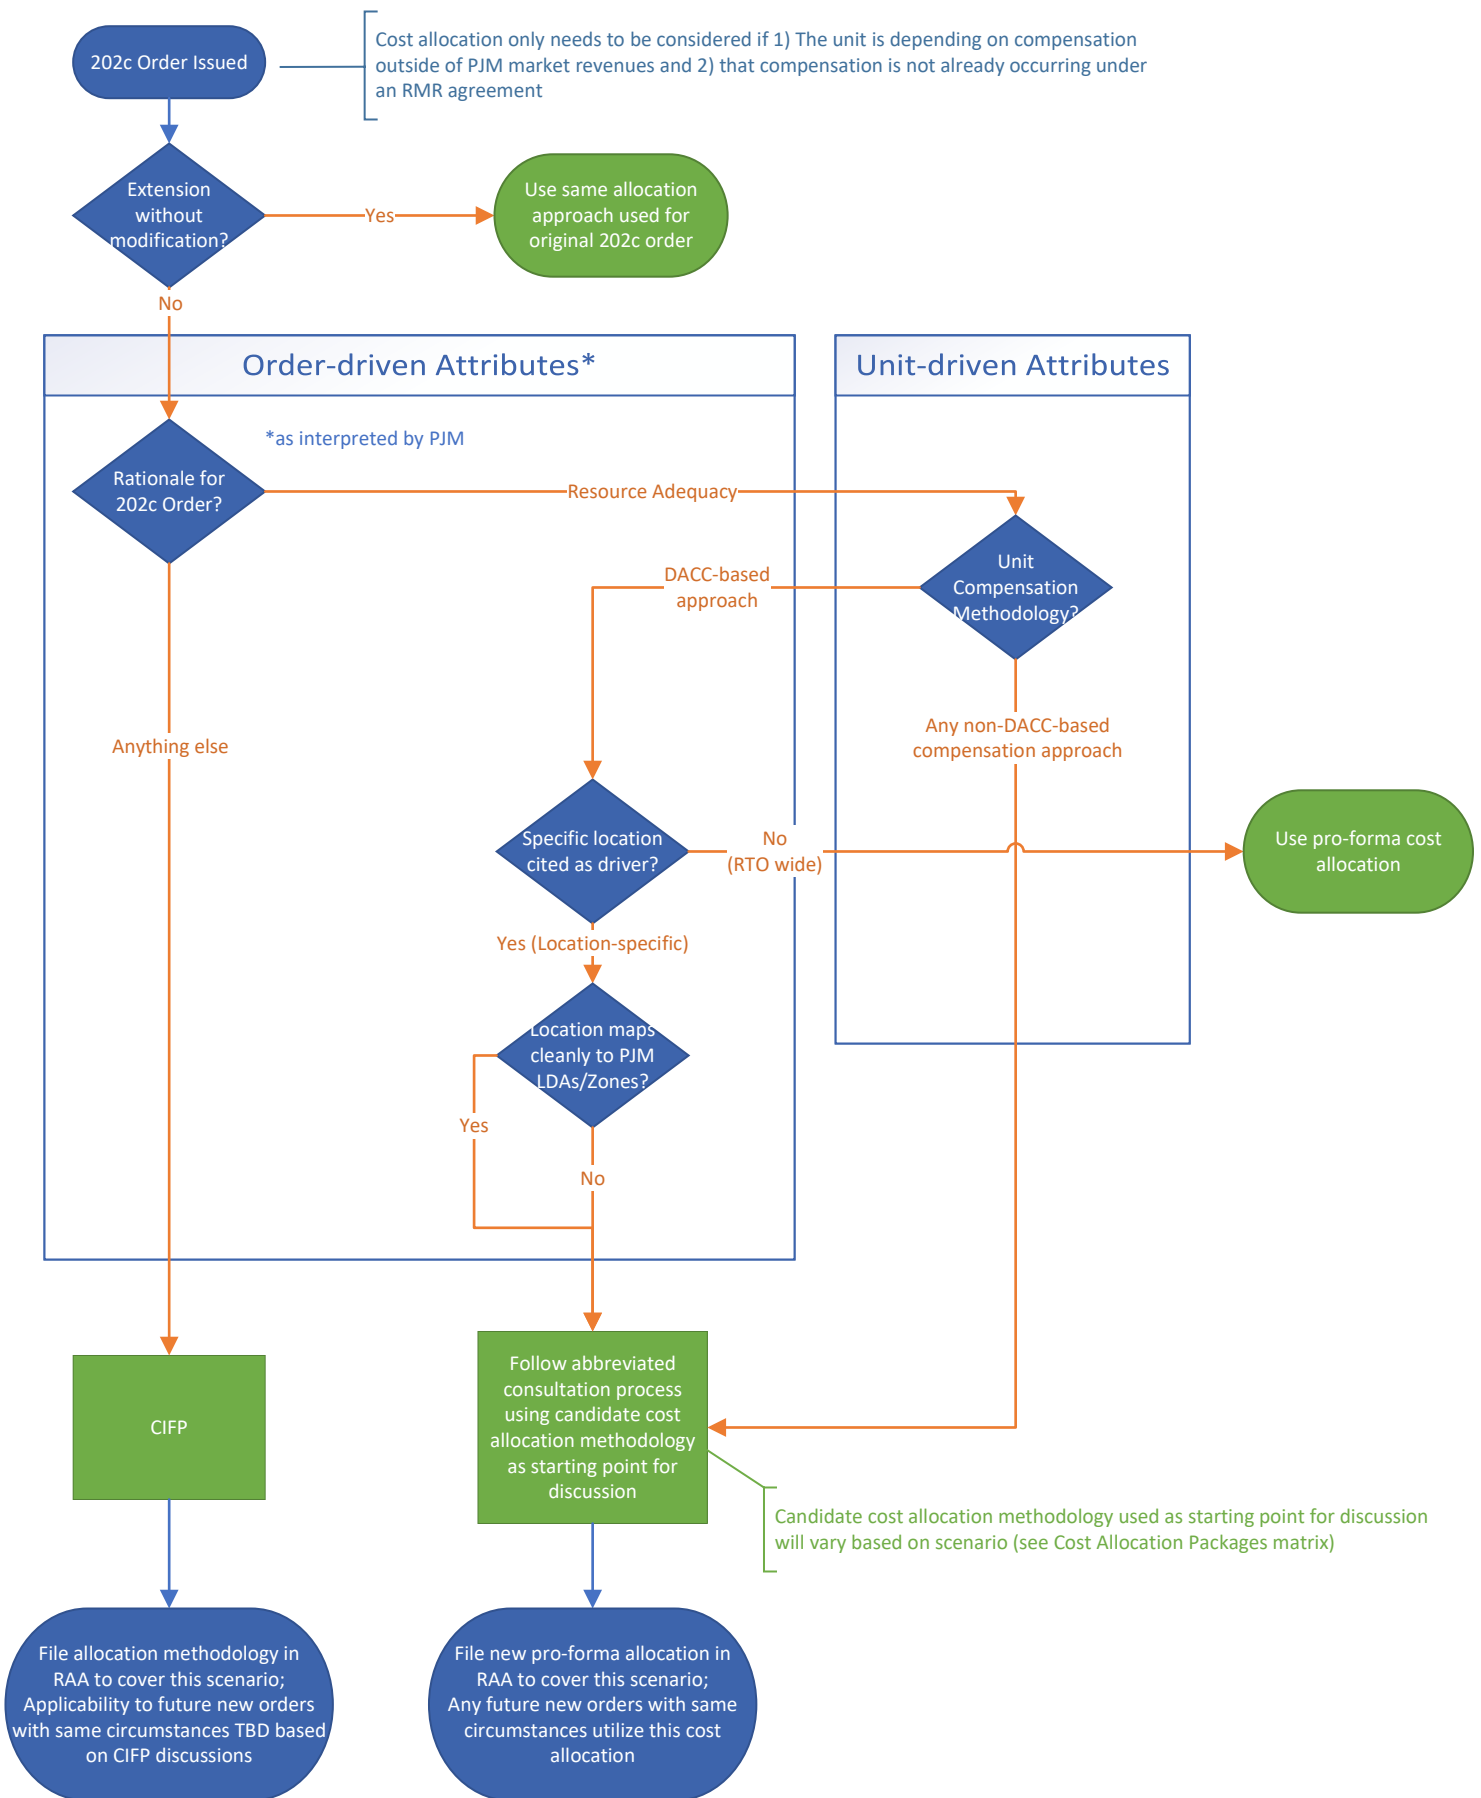 202c Order Issued
Cost allocation only needs to be considered if 1) The unit is depending on compensation
outside of PJM market revenues and 2) that compensation is not already occurring under
an RMR agreement
Extension
without
modification?
Yes
Use same allocation
approach used for
original 202c order
No
Order-driven Attributes*
Unit-driven Attributes
*as interpreted by PJM
Rationale for
202c Order?
Resource Adequacy
Unit
Compensation
Methodology?
DACC-based
approach
Any non-DACC-based
compensation approach
Anything else
Specific location
cited as driver?
No
(RTO wide)
Use pro-forma cost
allocation
Yes (Location-specific)
Location maps
cleanly to PJM
LDAs/Zones?
Yes
No
CIFP
Follow abbreviated
consultation process
using candidate cost
allocation methodology
as starting point for
discussion
Candidate cost allocation methodology used as starting point for discussion
will vary based on scenario (see Cost Allocation Packages matrix)
File allocation methodology in
RAA to cover this scenario;
Applicability to future new orders
with same circumstances TBD based
on CIFP discussions
File new pro-forma allocation in
RAA to cover this scenario;
Any future new orders with same
circumstances utilize this cost
allocation